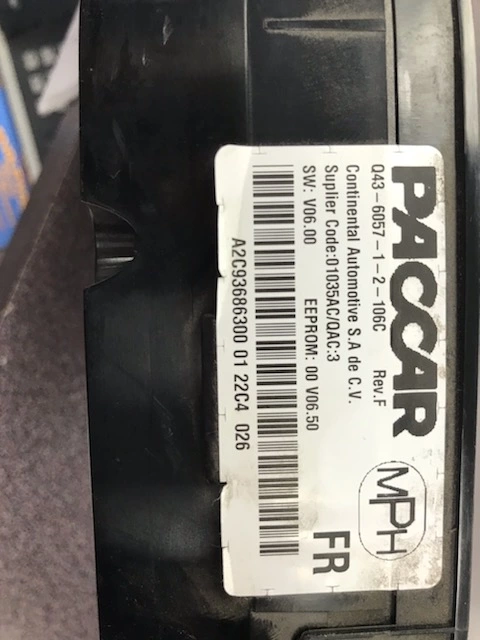 PACCAR
MPH
Q43-6057-1-2-106C Rev.F
Continental Automotive S.A de C.V.
Suplier Code:01035AC/QAC:3
FR
SW: V06.00 EEPROM: 00 V06.50
A2C93686300 01 22C4 026